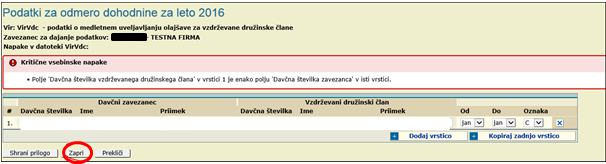 Podatki za odmero dohodnine za leto 2016
Vir: VirVdc - podatki o medletnem uveljavljanju olajšave za vzdrževane družinske člane
Zavezanec za dajanje podatkov: - TESTNA FIRMA
Napake v datoteki VirVdc:
Kritične vsebinske napake
• Polje 'Davčna številka vzdrževanega družinskega člana' v vrstici 1 je enako polju 'Davčna številka zavezanca' v isti vrstici.
Davčni zavezanec Vzdrževani družinski član
# Davčna številka Ime Priimek Davčna številka Ime Priimek Od Do Oznaka
1. jan jan C
Dodaj vrstico Kopiraj zadnjo vrstico
Shrani prilogo Zapri Prekliči